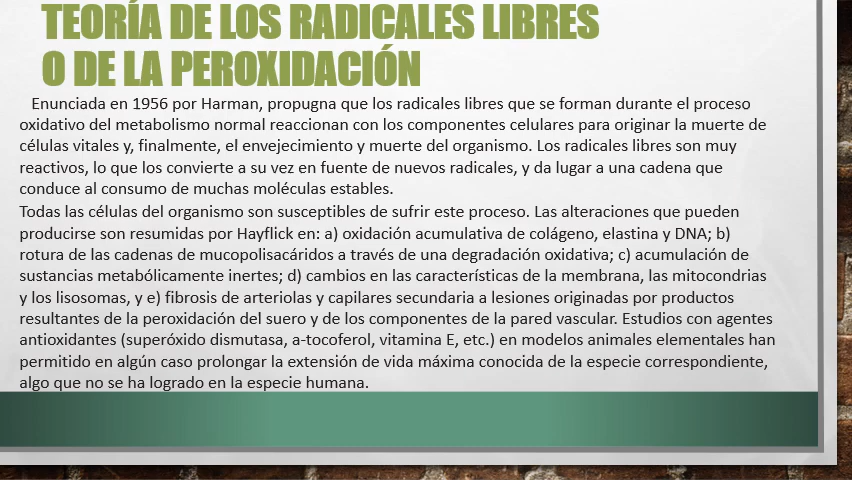 TEORÍA DE LOS RADICALES LIBRES
O DE LA PEROXIDACIÓN
Enunciada en 1956 por Harman, propugna que los radicales libres que se forman durante el proceso
oxidativo del metabolismo normal reaccionan con los componentes celulares para originar la muerte de
células vitales y, finalmente, el envejecimiento y muerte del organismo. Los radicales libres son muy
reactivos, lo que los convierte a su vez en fuente de nuevos radicales, y da lugar a una cadena que
conduce al consumo de muchas moléculas estables.
Todas las células del organismo son susceptibles de sufrir este proceso. Las alteraciones que pueden
producirse son resumidas por Hayflick en: a) oxidación acumulativa de colágeno, elastina y DNA; b)
rotura de las cadenas de mucopolisacáridos a través de una degradación oxidativa; c) acumulación de
sustancias metabólicamente inertes; d) cambios en las características de la membrana, las mitocondrias
y los lisosomas, y e) fibrosis de arteriolas y capilares secundaria a lesiones originadas por productos
resultantes de la peroxidación del suero y de los componentes de la pared vascular. Estudios con agentes
antioxidantes (superóxido dismutasa, a-tocoferol, vitamina E, etc.) en modelos animales elementales han
permitido en algún caso prolongar la extensión de vida máxima conocida de la especie correspondiente,
algo que no se ha logrado en la especie humana.